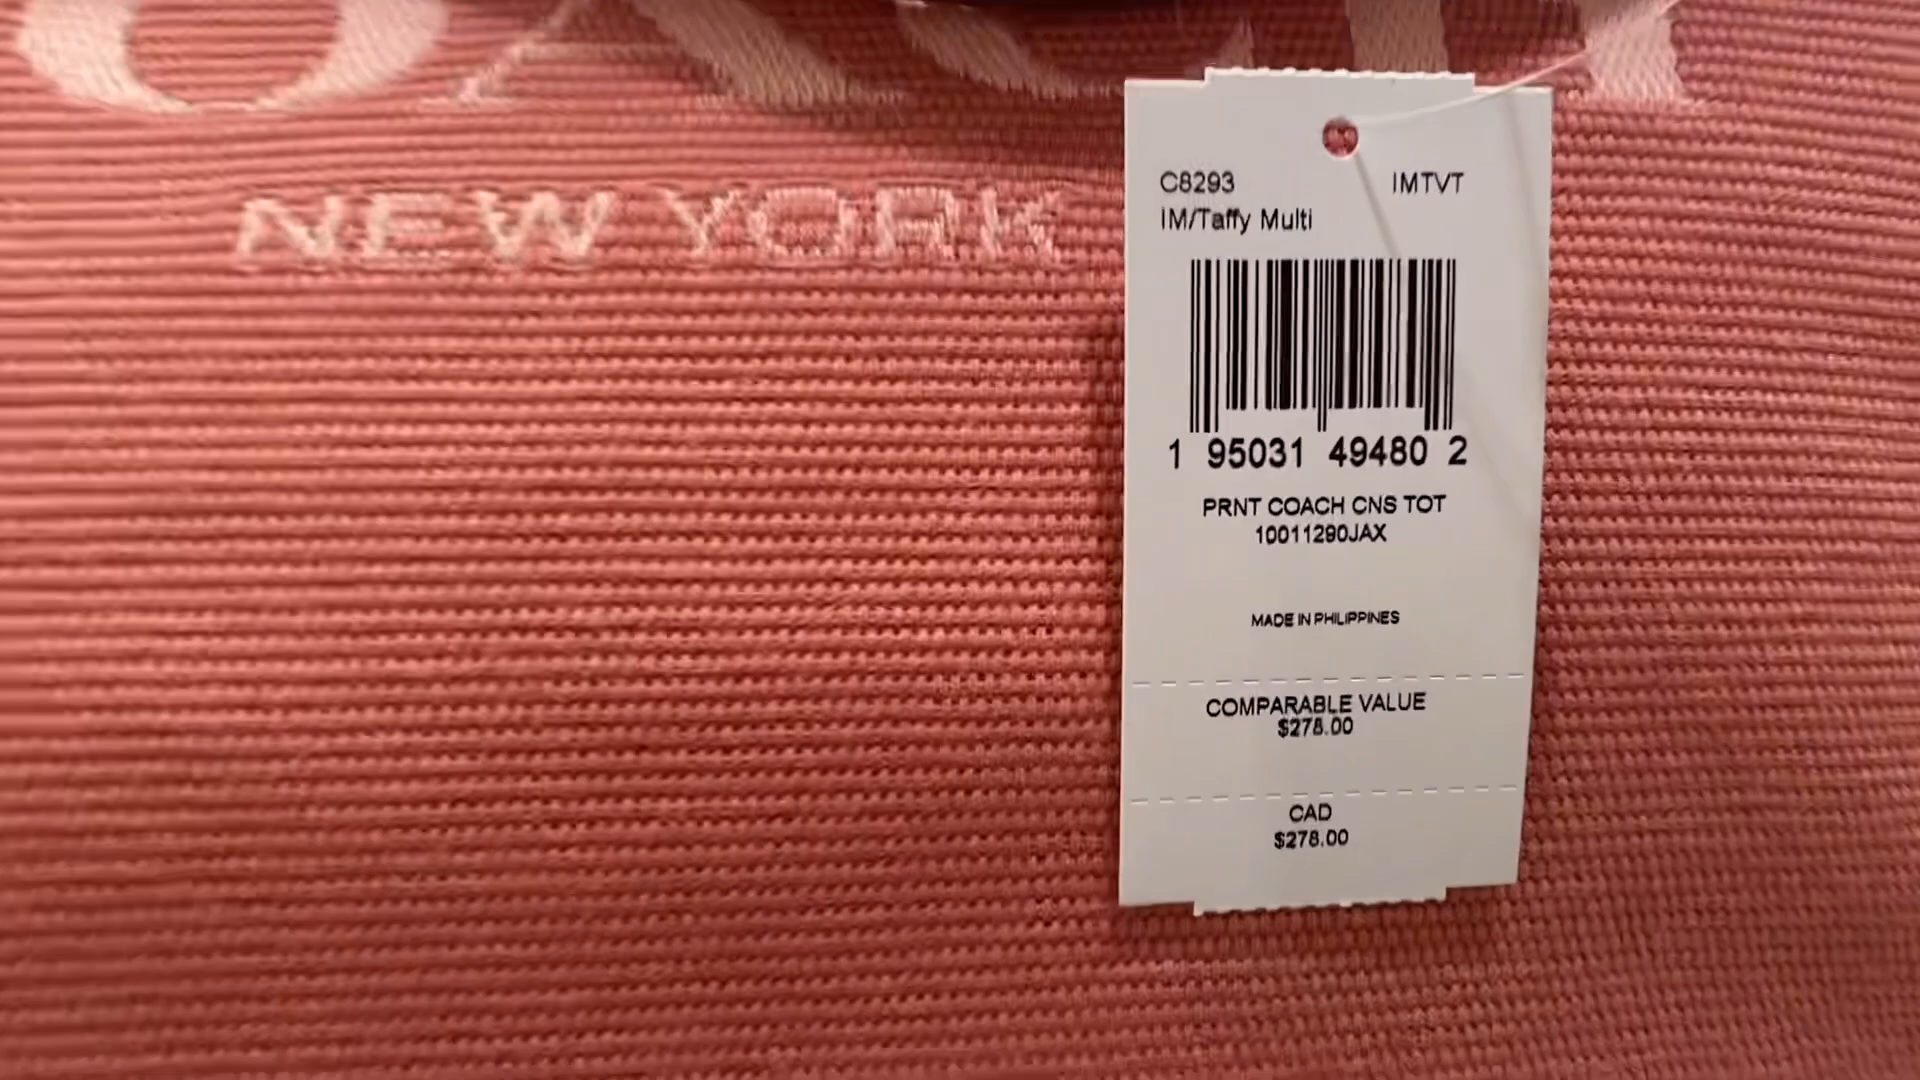 OACH
NEW YORK
C8293 IMTVT
IM/Taffy Multi
1 95031 49480 2
PRNT COACH CNS TOT
10011290JAX
MADE IN PHILIPPINES
COMPARABLE VALUE
$278.00
CAD
$278.00